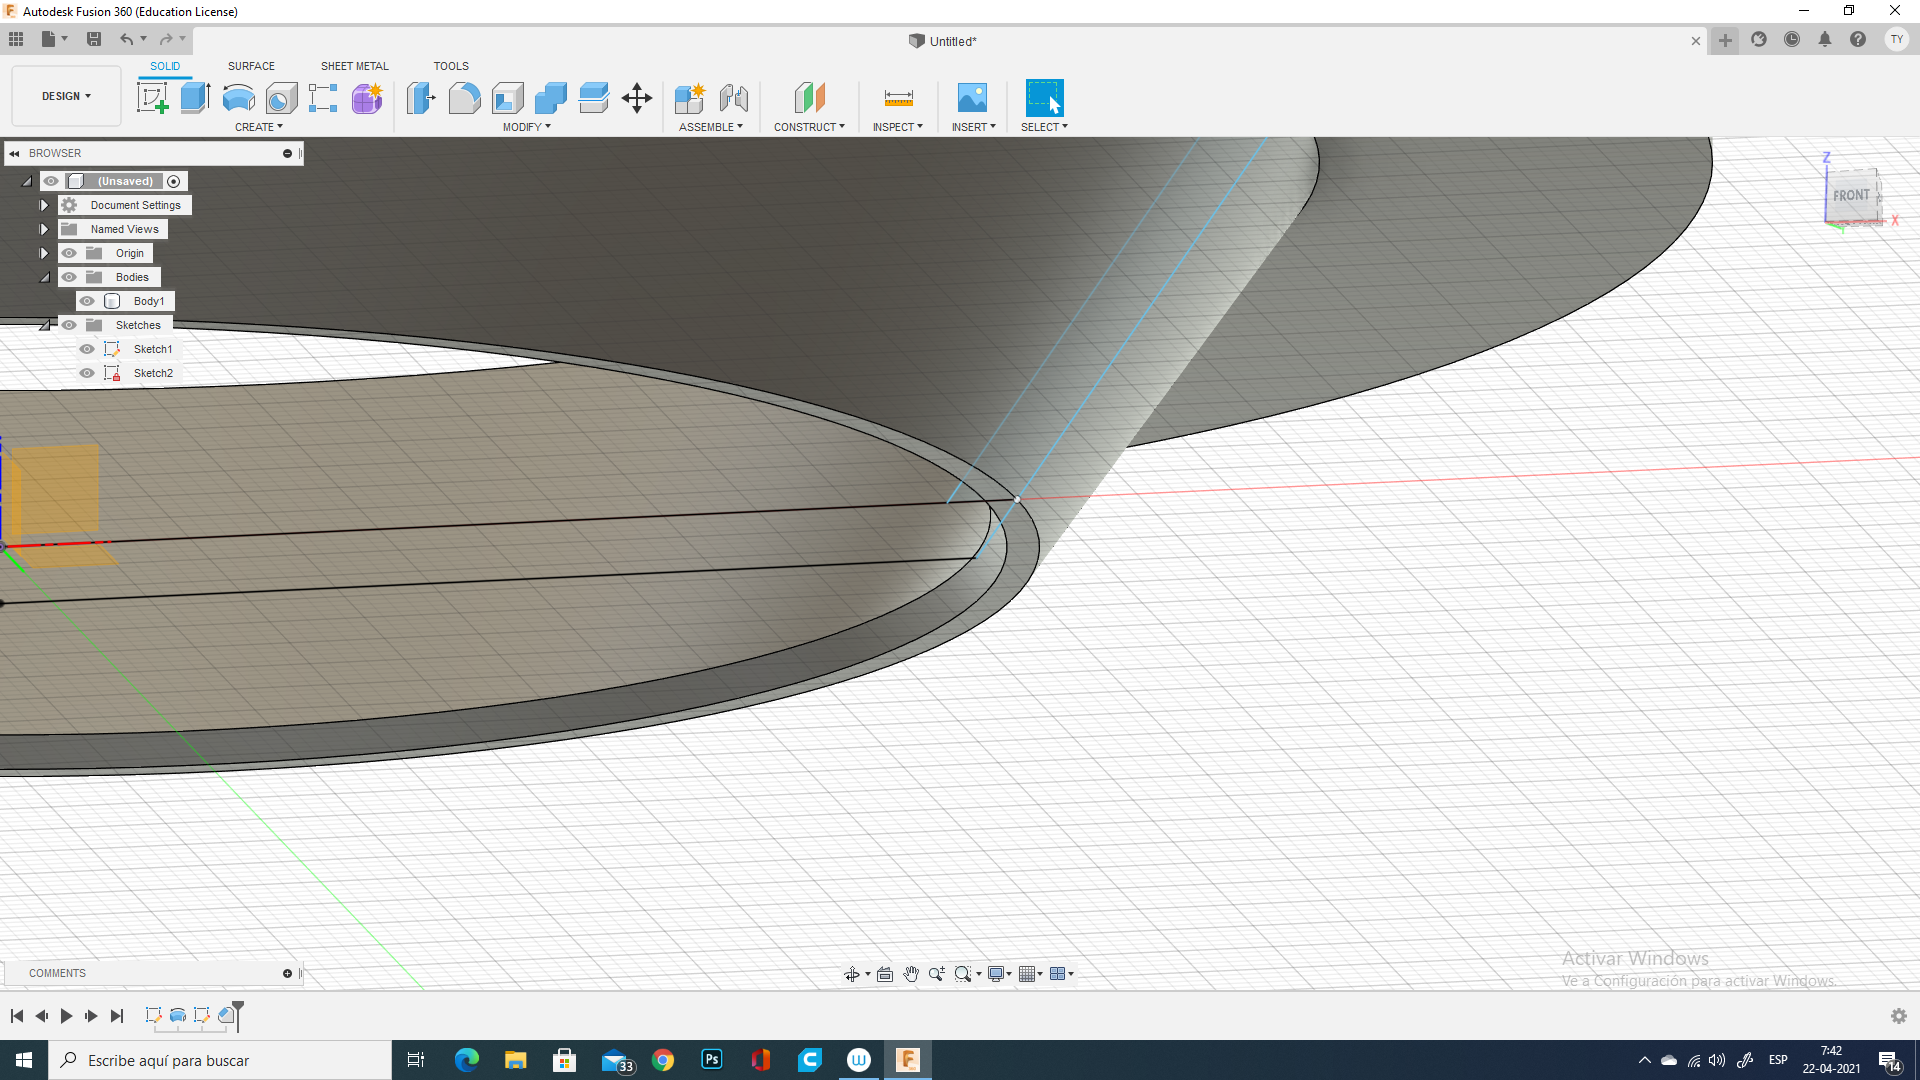 Autodesk Fusion 360 (Education License)
Untitled*
TY
SOLID SURFACE SHEET METAL TOOLS
DESIGN
CREATE MODIFY ASSEMBLE CONSTRUCT INSPECT INSERT SELECT
BROWSER
(Unsaved)
Document Settings
Named Views
Origin
Bodies
Body1
Sketches
Sketch1
Sketch2
Z
FRONT
X
COMMENTS
Activar Windows
Ve a Configuración para activar Windows.
Escribe aquí para buscar
33
Ps
ESP
7:42
22-04-2021
14